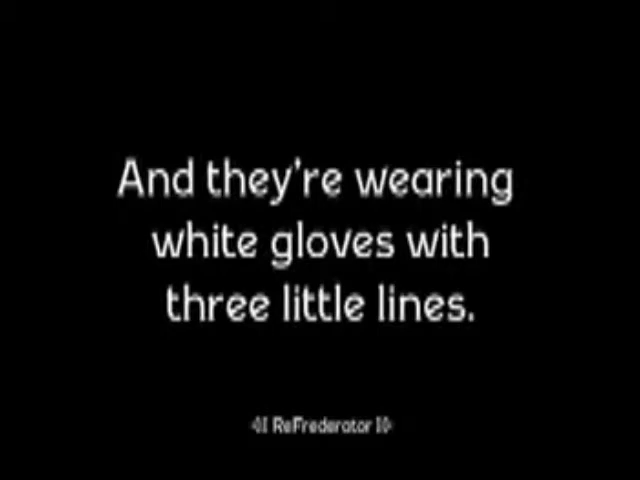 And they're wearing
white gloves with
three little lines.
ReFrederator